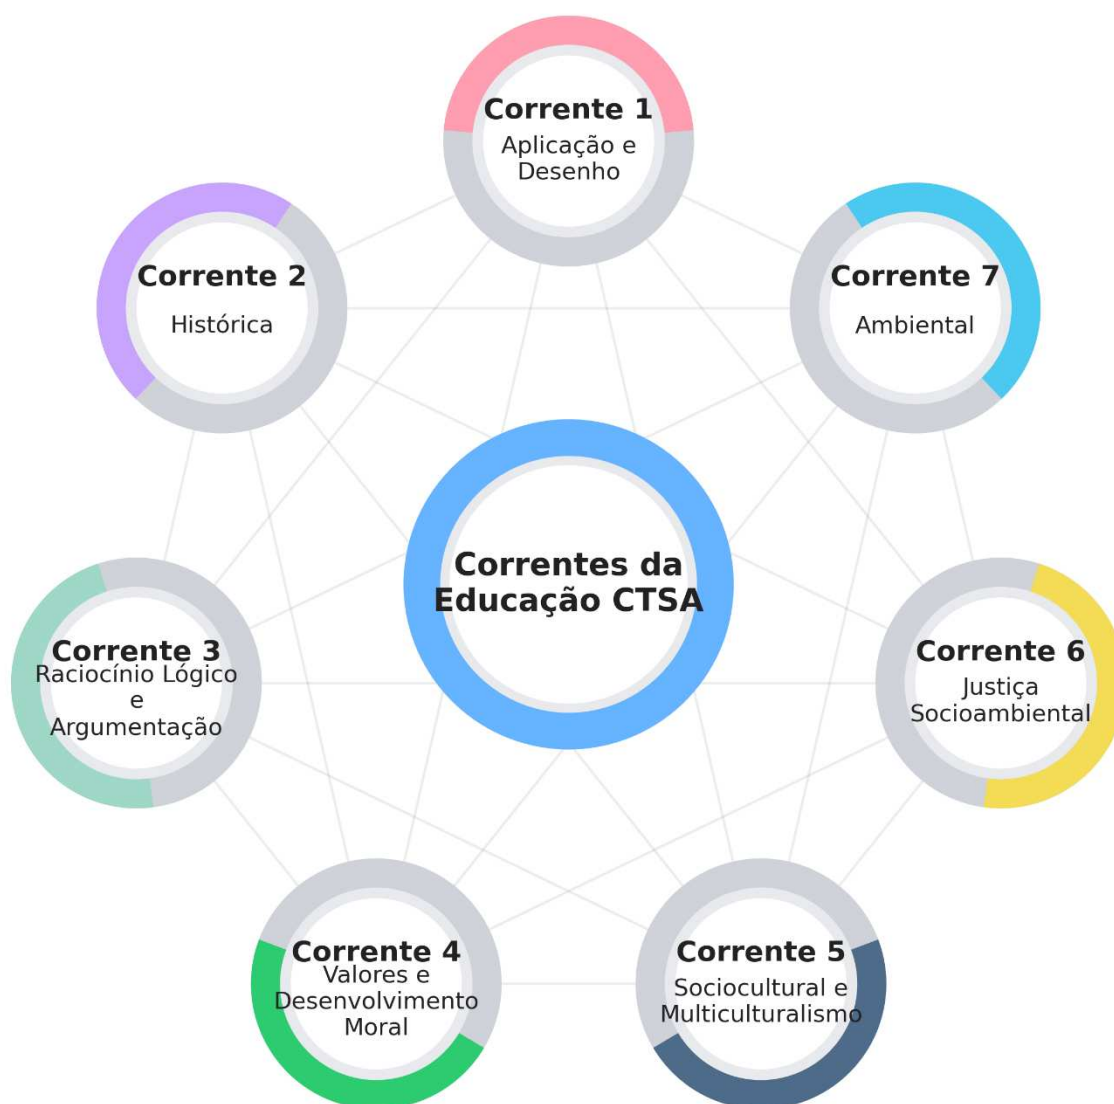 Corrente 1
Aplicação e
Desenho
Corrente 2
Histórica
Corrente 7
Ambiental
Correntes da
Educação CTSA
Corrente 3
Raciocínio Lógico
e
Argumentação
Corrente 6
Justiça
Socioambiental
Corrente 4
Valores e
Desenvolvimento
Moral
Corrente 5
Sociocultural e
Multiculturalismo